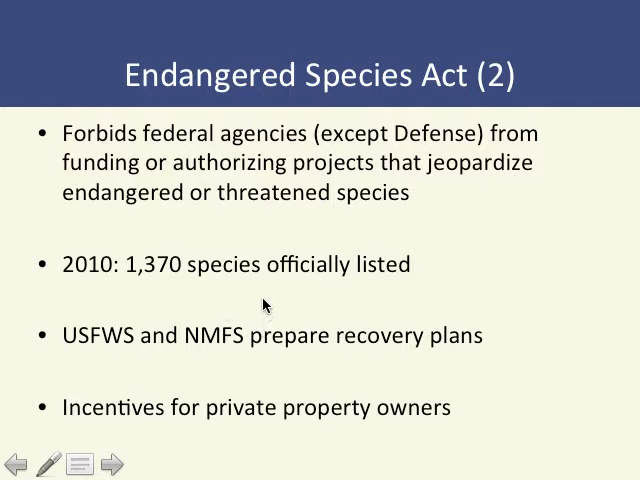 Endangered Species Act (2)
• Forbids federal agencies (except Defense) from
funding or authorizing projects that jeopardize
endangered or threatened species
• 2010: 1,370 species officially listed
• USFWS and NMFS prepare recovery plans
• Incentives for private property owners